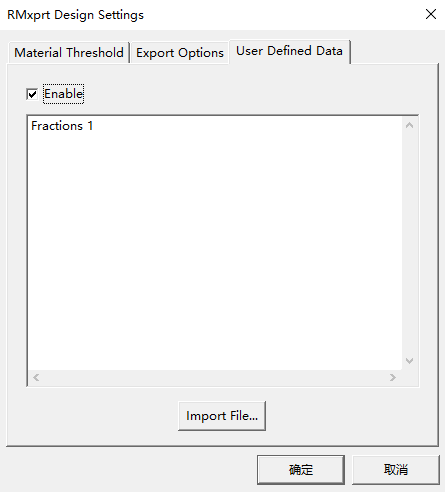 RMxprt Design Settings
Material Threshold
Export Options
User Defined Data
Enable
Fractions 1
Import File...
确定
取消